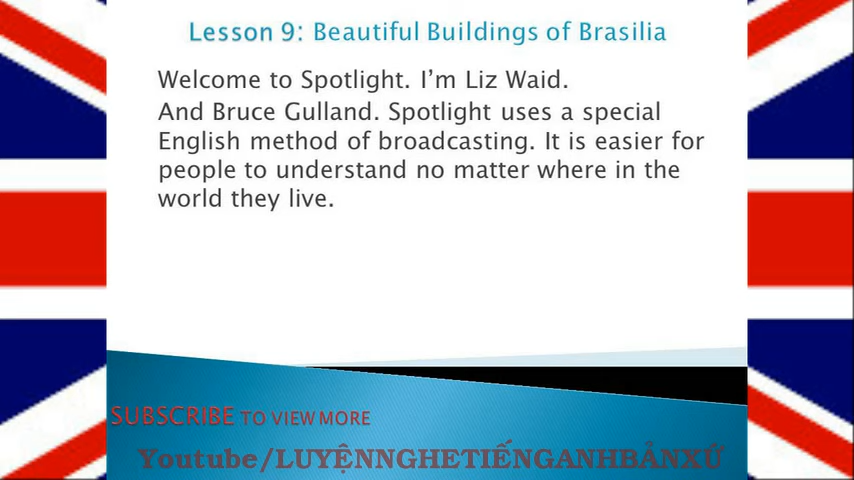 Lesson 9: Beautiful Buildings of Brasilia
Welcome to Spotlight. I’m Liz Waid.
And Bruce Gulland. Spotlight uses a special
English method of broadcasting. It is easier for
people to understand no matter where in the
world they live.
SUBSCRIBE TO VIEW MORE
Youtube/LUYỆNNGHETIẾNGANHBẢNXỨ